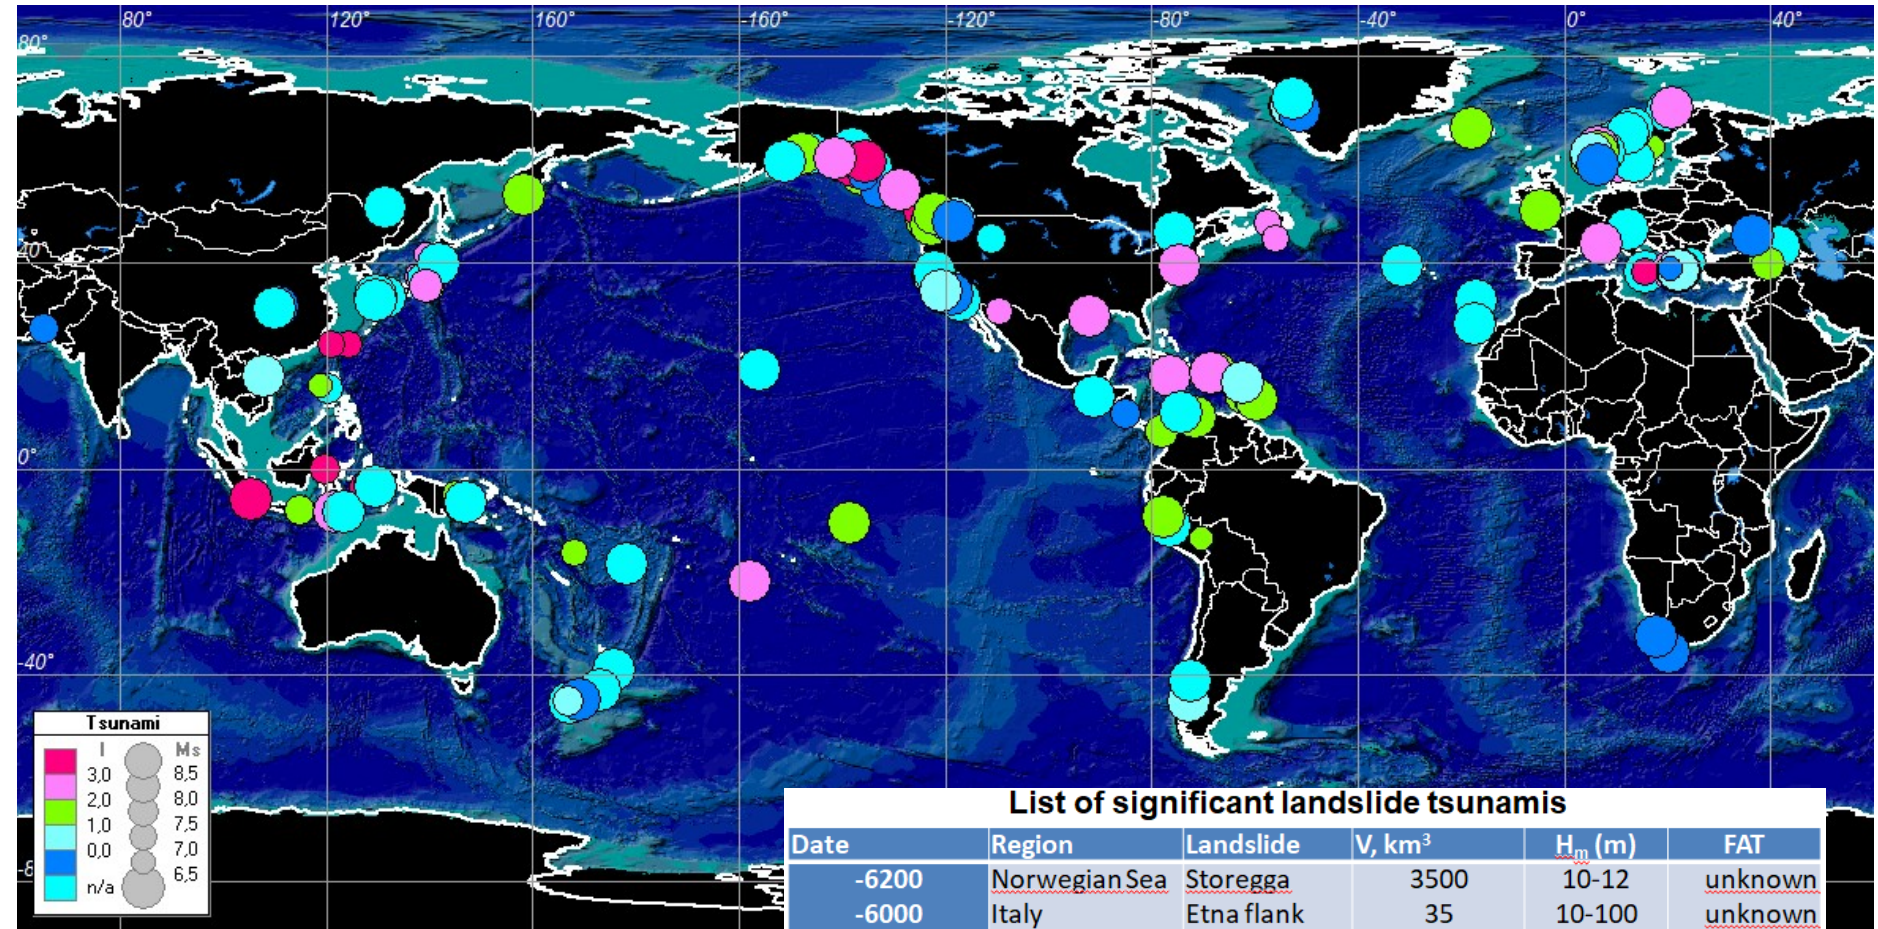 80° 120° 160° -160° -120° -80° -40° 0° 40°
80°
40°
0°
-40°
-8
Tsunami
I Ms
3,0 8,5
2,0 8,0
1,0 7,5
0,0 7,0
n/a 6,5
List of significant landslide tsunamis
Date Region Landslide V, km³ Hm (m) FAT
-6200 Norwegian Sea Storegga 3500 10-12 unknown
-6000 Italy Etna flank 35 10-100 unknown